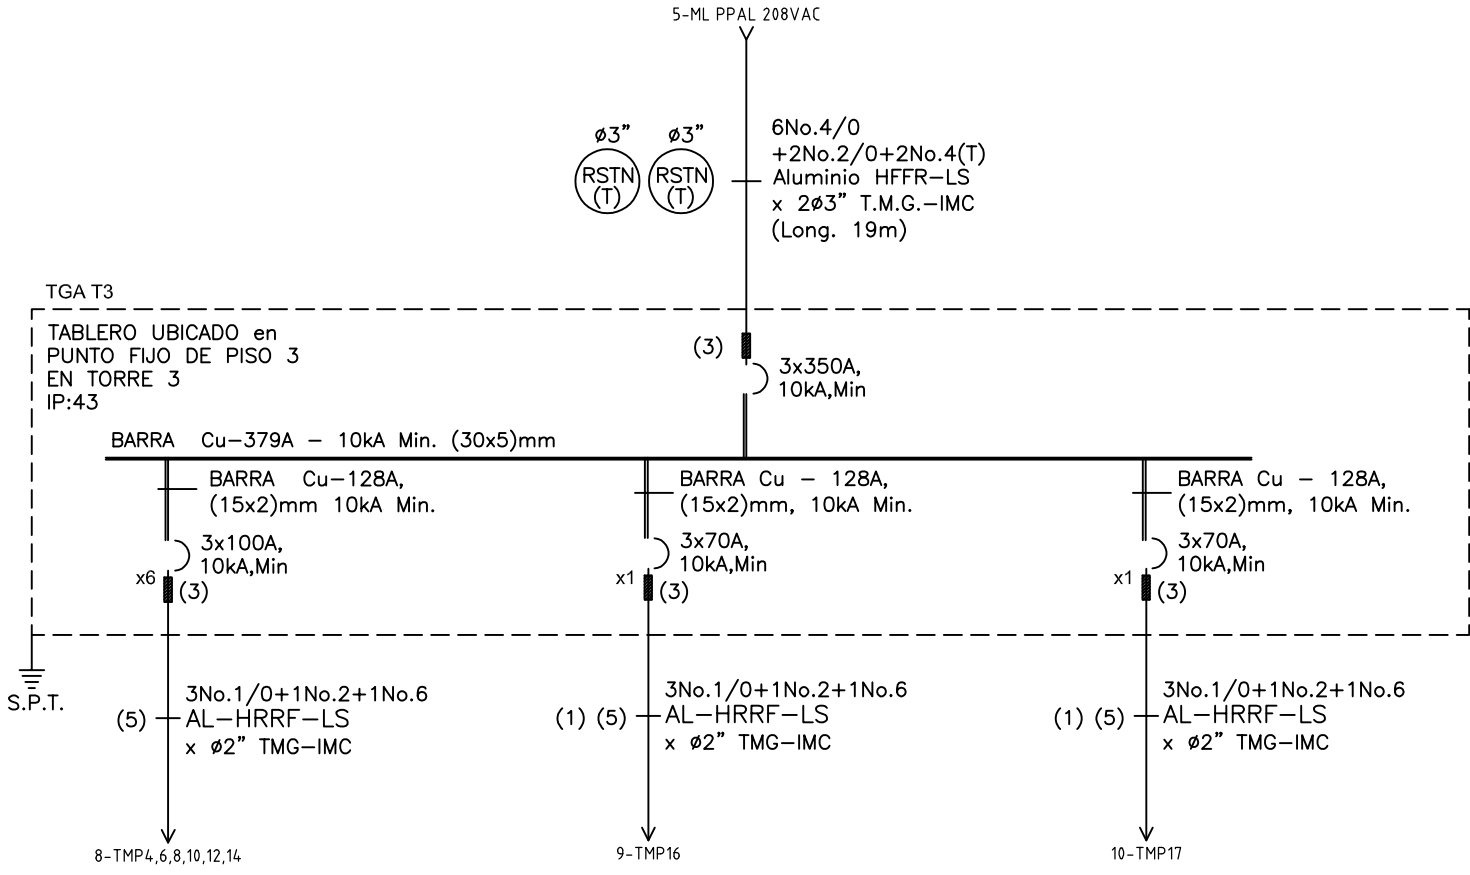 5-ML PPAL 208VAC
ø3" ø3"
RSTN
(T)
RSTN
(T)
6No.4/0
+2No.2/0+2No.4(T)
Aluminio HFFR-LS
x 2ø3" T.M.G.-IMC
(Long. 19m)
TGA T3
TABLERO UBICADO en
PUNTO FIJO DE PISO 3
EN TORRE 3
IP:43
(3)
3x350A,
10kA,Min
BARRA Cu-379A - 10kA Min. (30x5)mm
BARRA Cu-128A,
(15x2)mm 10kA Min.
3x100A,
10kA,Min
x6
(3)
BARRA Cu - 128A,
(15x2)mm, 10kA Min.
3x70A,
10kA,Min
x1
(3)
BARRA Cu - 128A,
(15x2)mm, 10kA Min.
3x70A,
10kA,Min
x1
(3)
S.P.T.
(5)
3No.1/0+1No.2+1No.6
AL-HRRF-LS
x ø2" TMG-IMC
(1) (5)
3No.1/0+1No.2+1No.6
AL-HRRF-LS
x ø2" TMG-IMC
(1) (5)
3No.1/0+1No.2+1No.6
AL-HRRF-LS
x ø2" TMG-IMC
8-TMP4,6,8,10,12,14
9-TMP16
10-TMP17